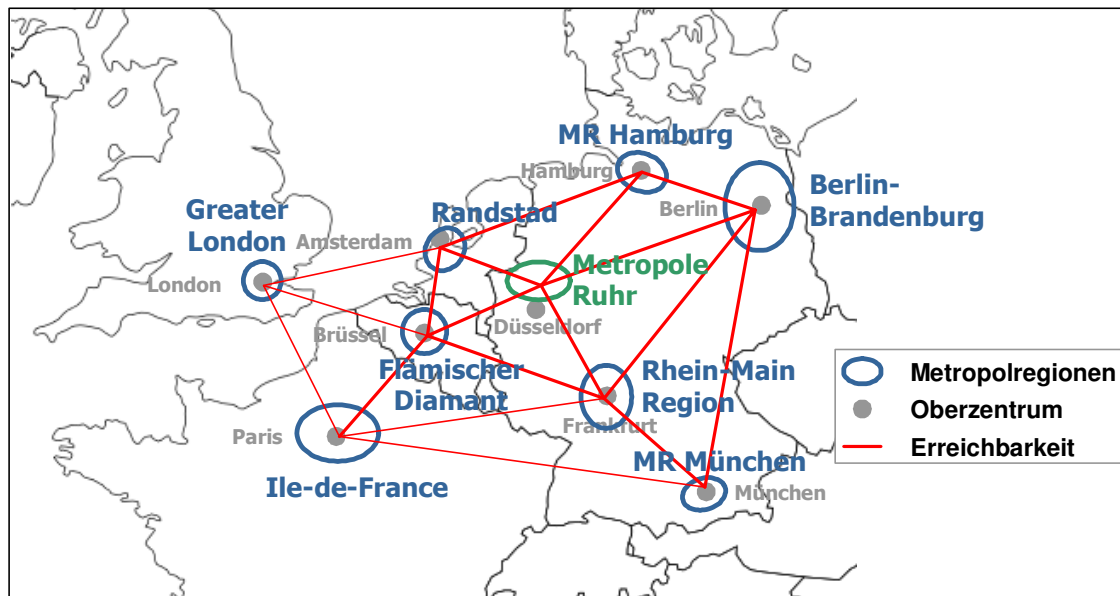 MR Hamburg
Hamburg
Berlin-
Brandenburg
Berlin
Greater
London
Randstad
Amsterdam
London
Metropole
Ruhr
Düsseldorf
Brüssel
Flämischer
Diamant
Rhein-Main
Region
Frankfurt
Paris
Ile-de-France
MR München
München
Metropolregionen
Oberzentrum
Erreichbarkeit